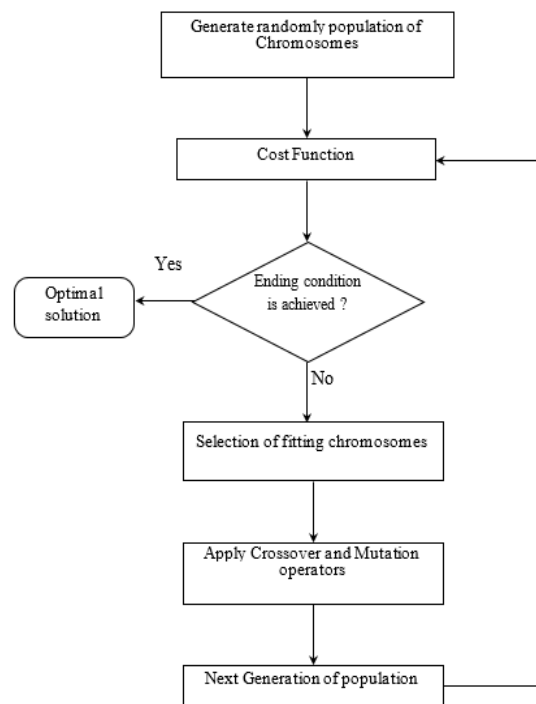 Generate randomly population of
Chromosomes
Cost Function
Yes
Ending condition
is achieved ?
Optimal
solution
No
Selection of fitting chromosomes
Apply Crossover and Mutation
operators
Next Generation of population